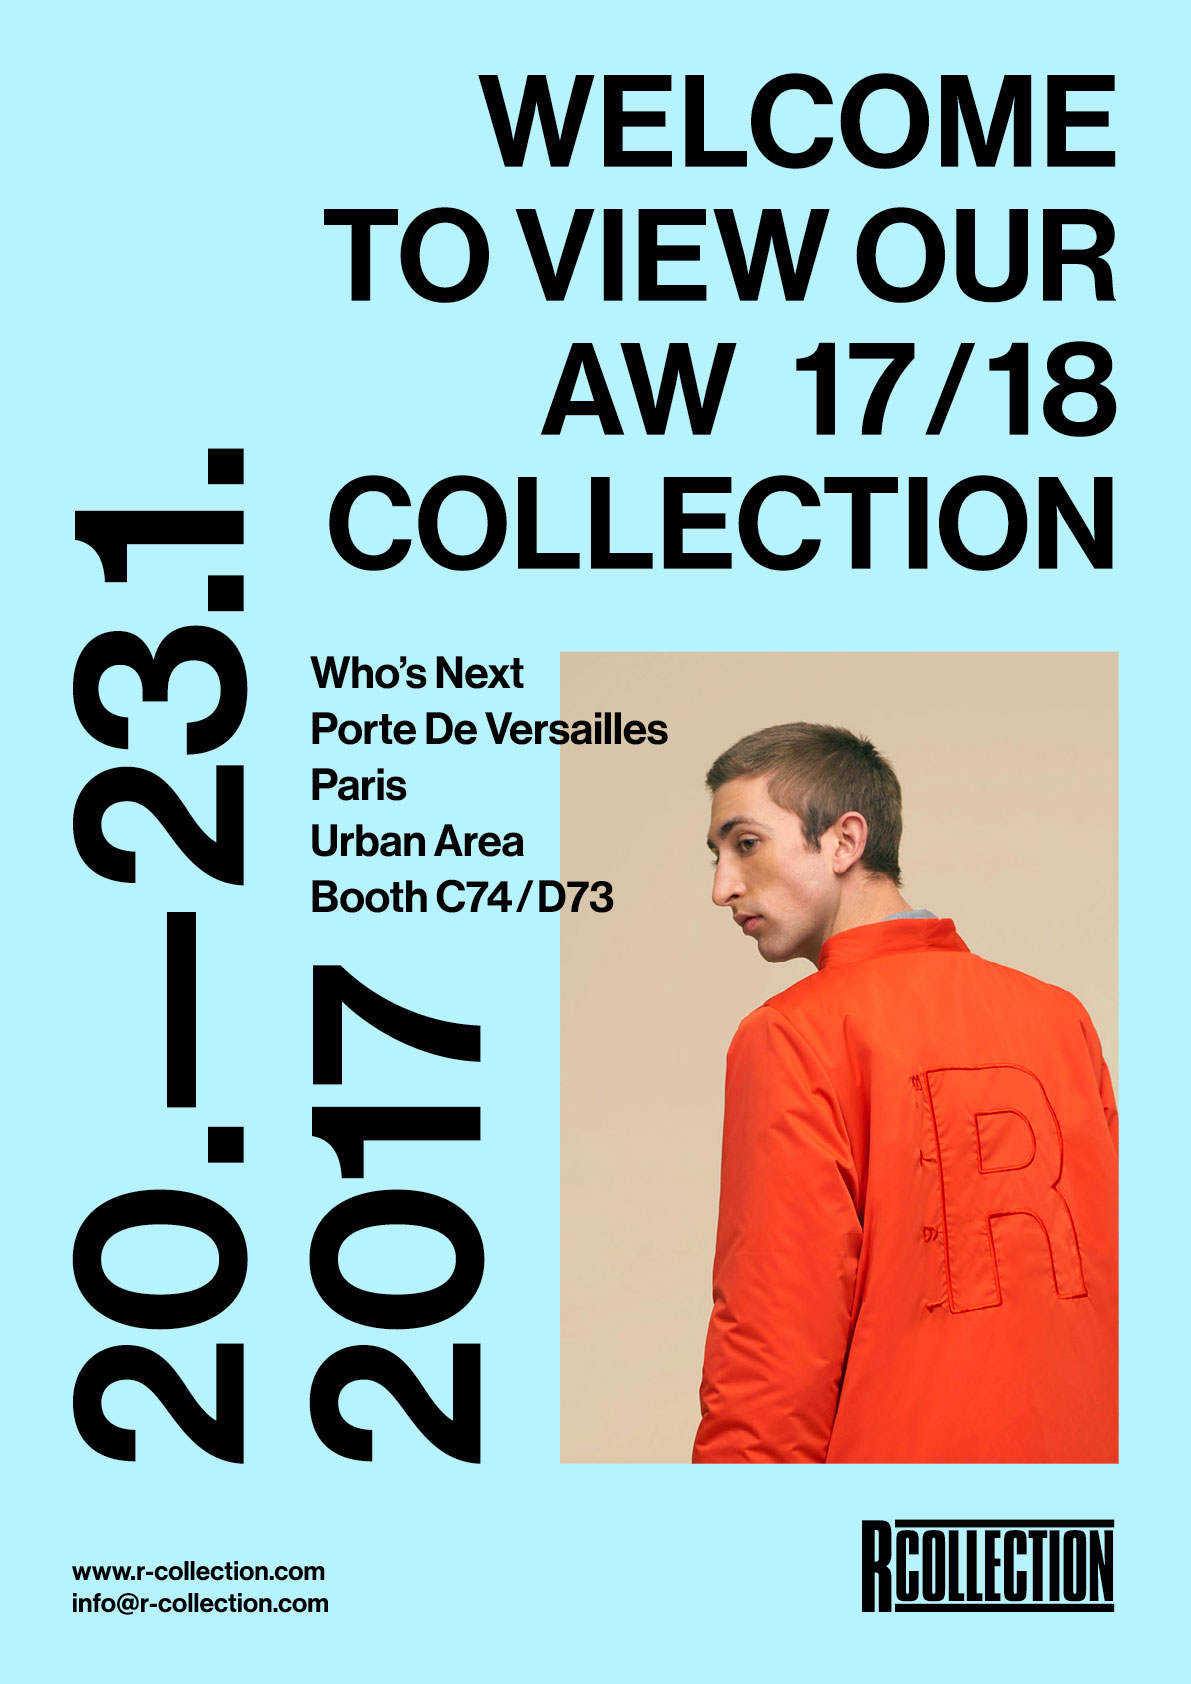 WELCOME
TO VIEW OUR
AW 17/18
COLLECTION
20.—23.1.
2017
Who’s Next
Porte De Versailles
Paris
Urban Area
Booth C74/D73
R
www.r-collection.com
info@r-collection.com
RCOLLECTION